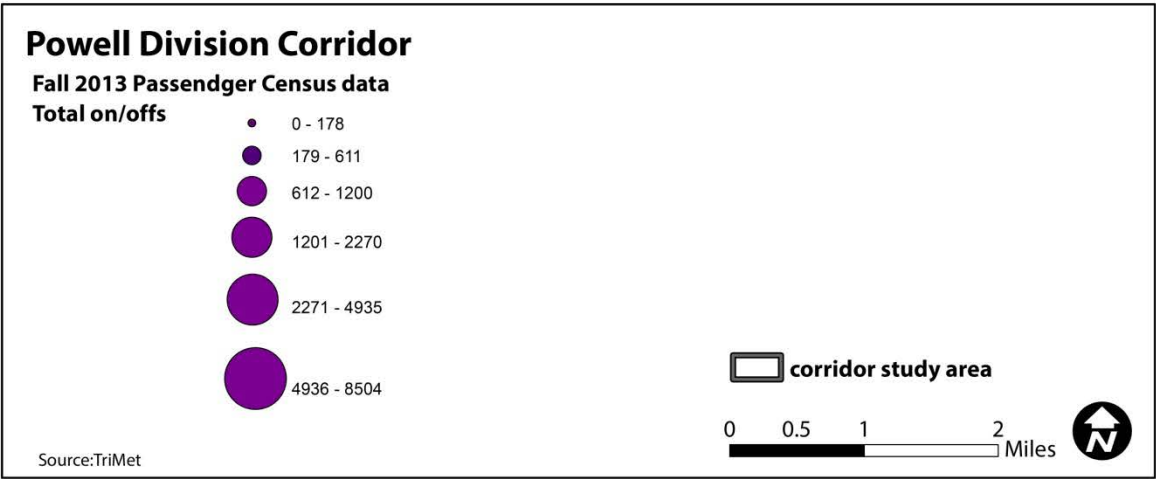 Powell Division Corridor
Fall 2013 Passendger Census data
Total on/offs
0 - 178
179 - 611
612 - 1200
1201 - 2270
2271 - 4935
4936 - 8504
corridor study area
0 0.5 1 2
Miles
N
Source:TriMet